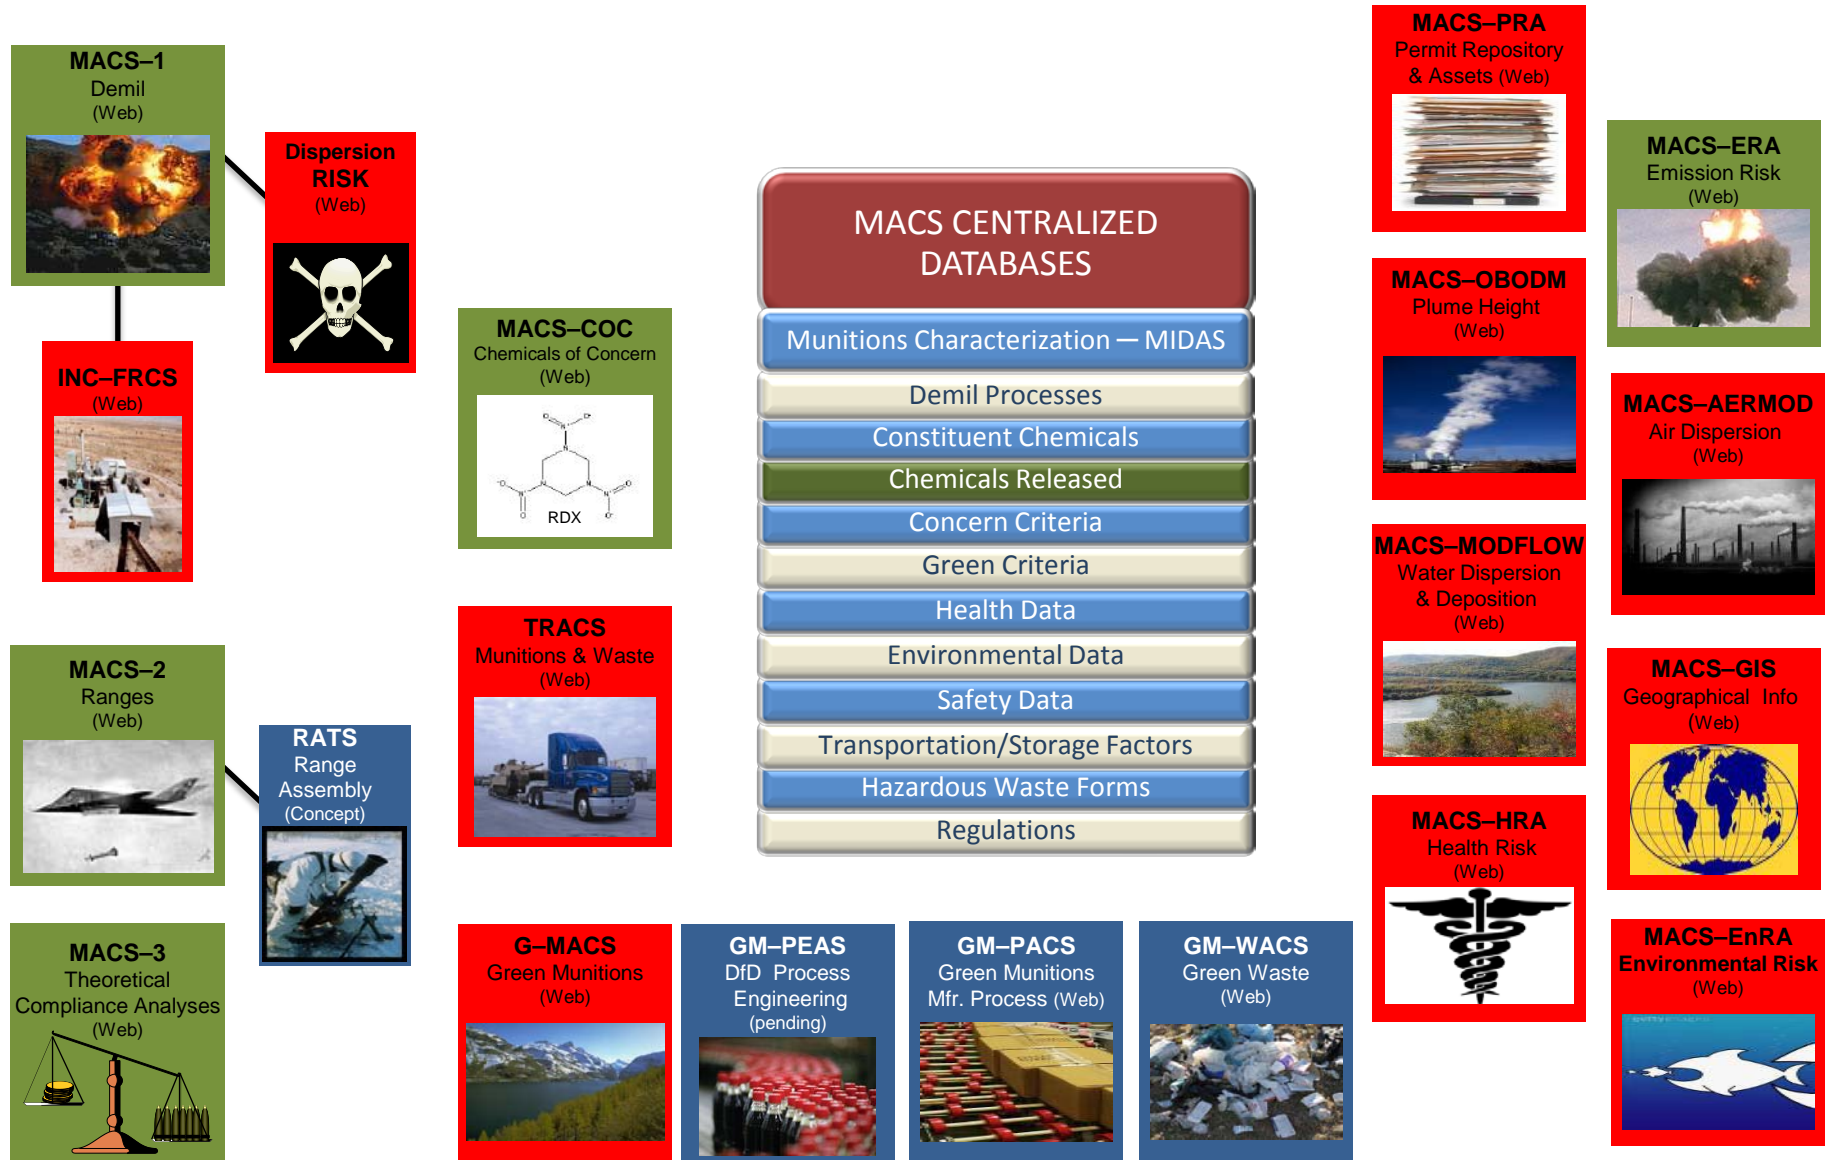 MACS–1
Demil
(Web)
Dispersion
RISK
(Web)
INC–FRCS
(Web)
MACS–COC
Chemicals of Concern
(Web)
RDX
MACS–2
Ranges
(Web)
RATS
Range
Assembly
(Concept)
TRACS
Munitions & Waste
(Web)
MACS–3
Theoretical
Compliance Analyses
(Web)
MACS CENTRALIZED
DATABASES
Munitions Characterization — MIDAS
Demil Processes
Constituent Chemicals
Chemicals Released
Concern Criteria
Green Criteria
Health Data
Environmental Data
Safety Data
Transportation/Storage Factors
Hazardous Waste Forms
Regulations
G–MACS
Green Munitions
(Web)
GM–PEAS
DfD Process
Engineering
(pending)
GM–PACS
Green Munitions
Mfr. Process (Web)
GM–WACS
Green Waste
(Web)
MACS–PRA
Permit Repository
& Assets (Web)
MACS–ERA
Emission Risk
(Web)
MACS–OBODM
Plume Height
(Web)
MACS–AERMOD
Air Dispersion
(Web)
MACS–MODFLOW
Water Dispersion
& Deposition
(Web)
MACS–GIS
Geographical Info
(Web)
MACS–HRA
Health Risk
(Web)
MACS–EnRA
Environmental Risk
(Web)